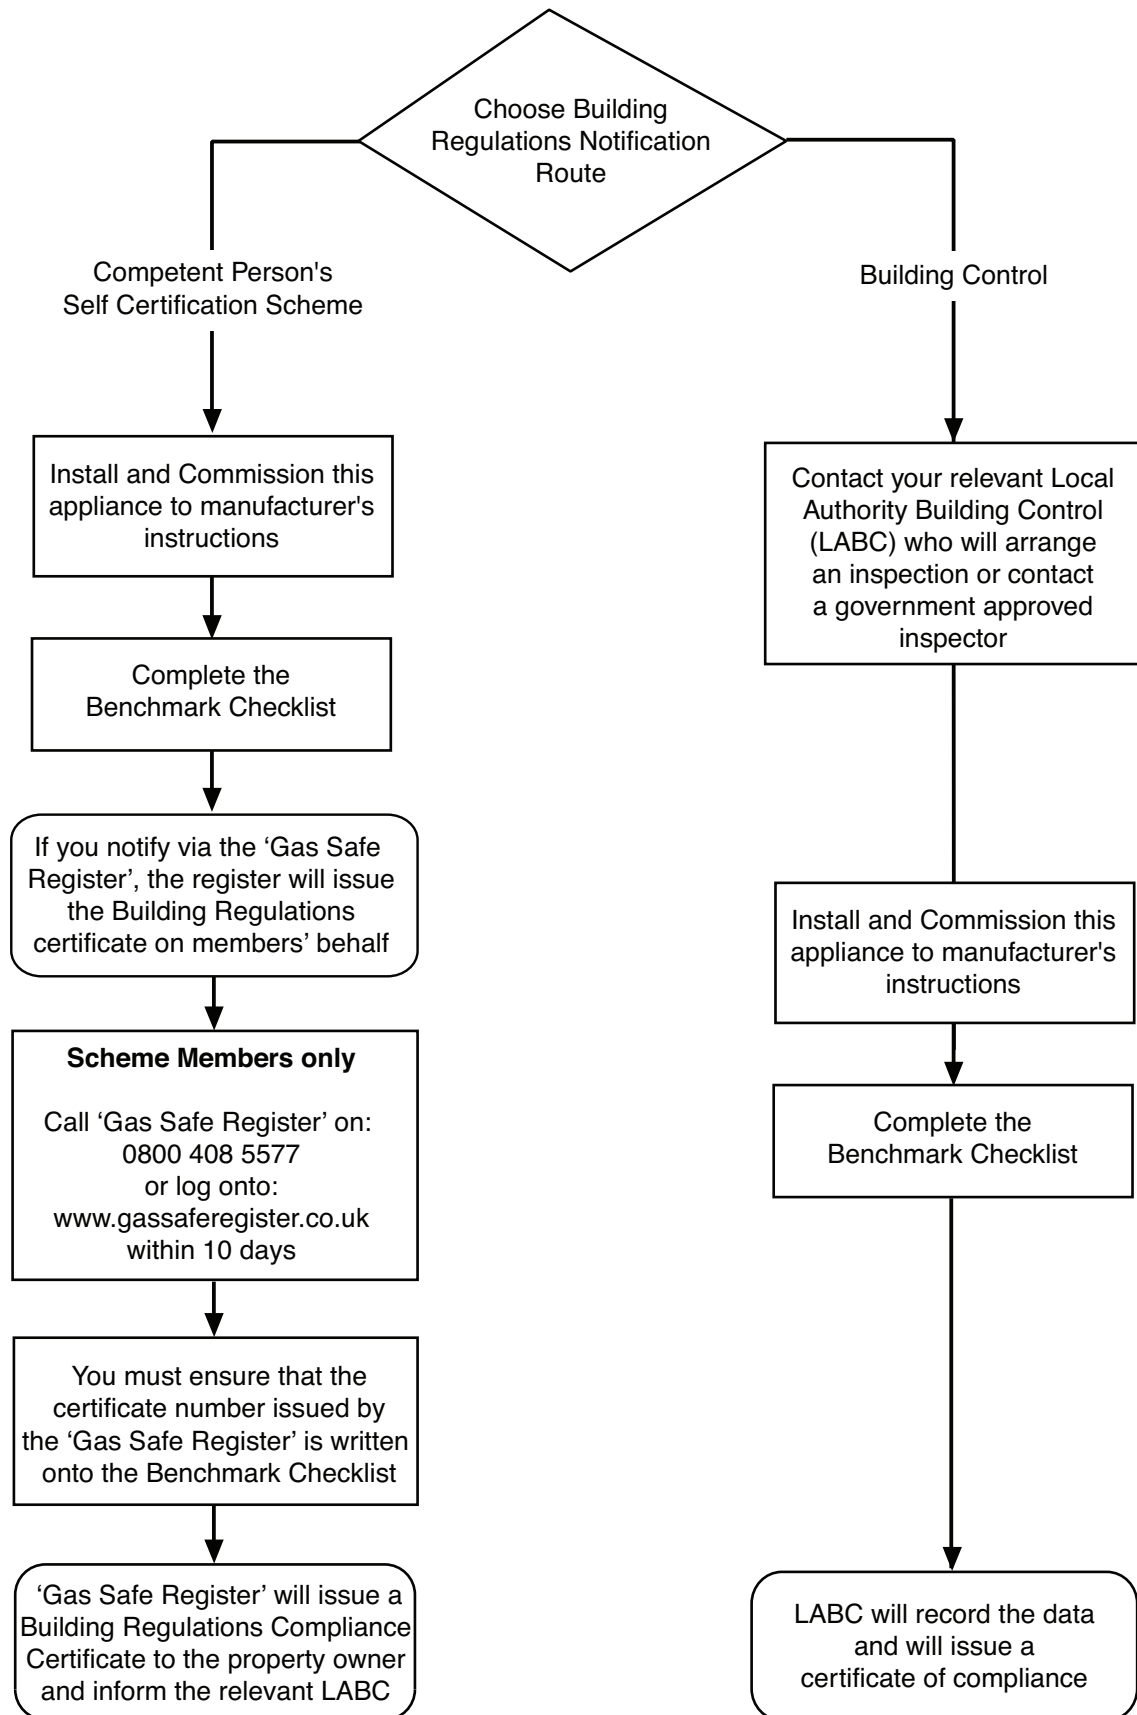 Choose Building
Regulations Notification
Route
Competent Person's
Self Certification Scheme
Building Control
Install and Commission this
appliance to manufacturer's
instructions
Contact your relevant Local
Authority Building Control
(LABC) who will arrange
an inspection or contact
a government approved
inspector
Complete the
Benchmark Checklist
If you notify via the ‘Gas Safe
Register’, the register will issue
the Building Regulations
certificate on members’ behalf
Install and Commission this
appliance to manufacturer's
instructions
Scheme Members only
Call ‘Gas Safe Register’ on:
0800 408 5577
or log onto:
www.gassaferegister.co.uk
within 10 days
Complete the
Benchmark Checklist
You must ensure that the
certificate number issued by
the ‘Gas Safe Register’ is written
onto the Benchmark Checklist
‘Gas Safe Register’ will issue a
Building Regulations Compliance
Certificate to the property owner
and inform the relevant LABC
LABC will record the data
and will issue a
certificate of compliance